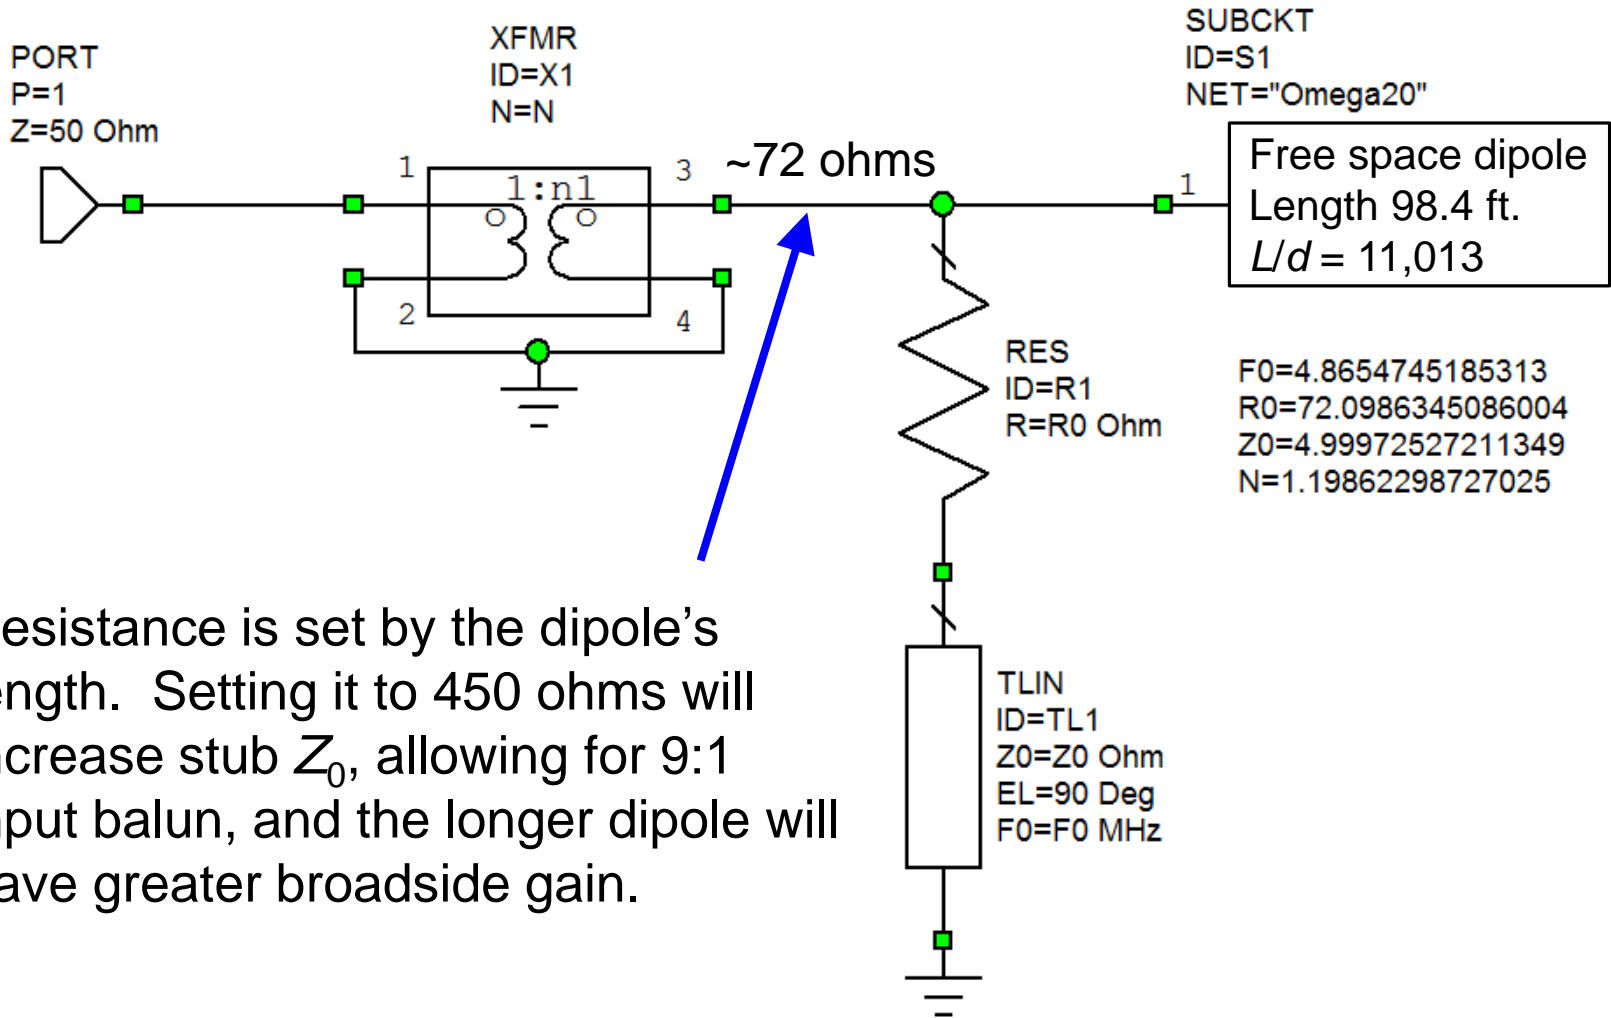 PORT
P=1
Z=50 Ohm
XFMR
ID=X1
N=N
SUBCKT
ID=S1
NET="Omega20"
1
2
3
4
1:n1
~72 ohms
1
Free space dipole
Length 98.4 ft.
L/d = 11,013
RES
ID=R1
R=R0 Ohm
F0=4.8654745185313
R0=72.0986345086004
Z0=4.99972527211349
N=1.19862298727025
esistance is set by the dipole’s
ength. Setting it to 450 ohms will
ncrease stub Z0, allowing for 9:1
nput balun, and the longer dipole will
ave greater broadside gain.
TLIN
ID=TL1
Z0=Z0 Ohm
EL=90 Deg
F0=F0 MHz